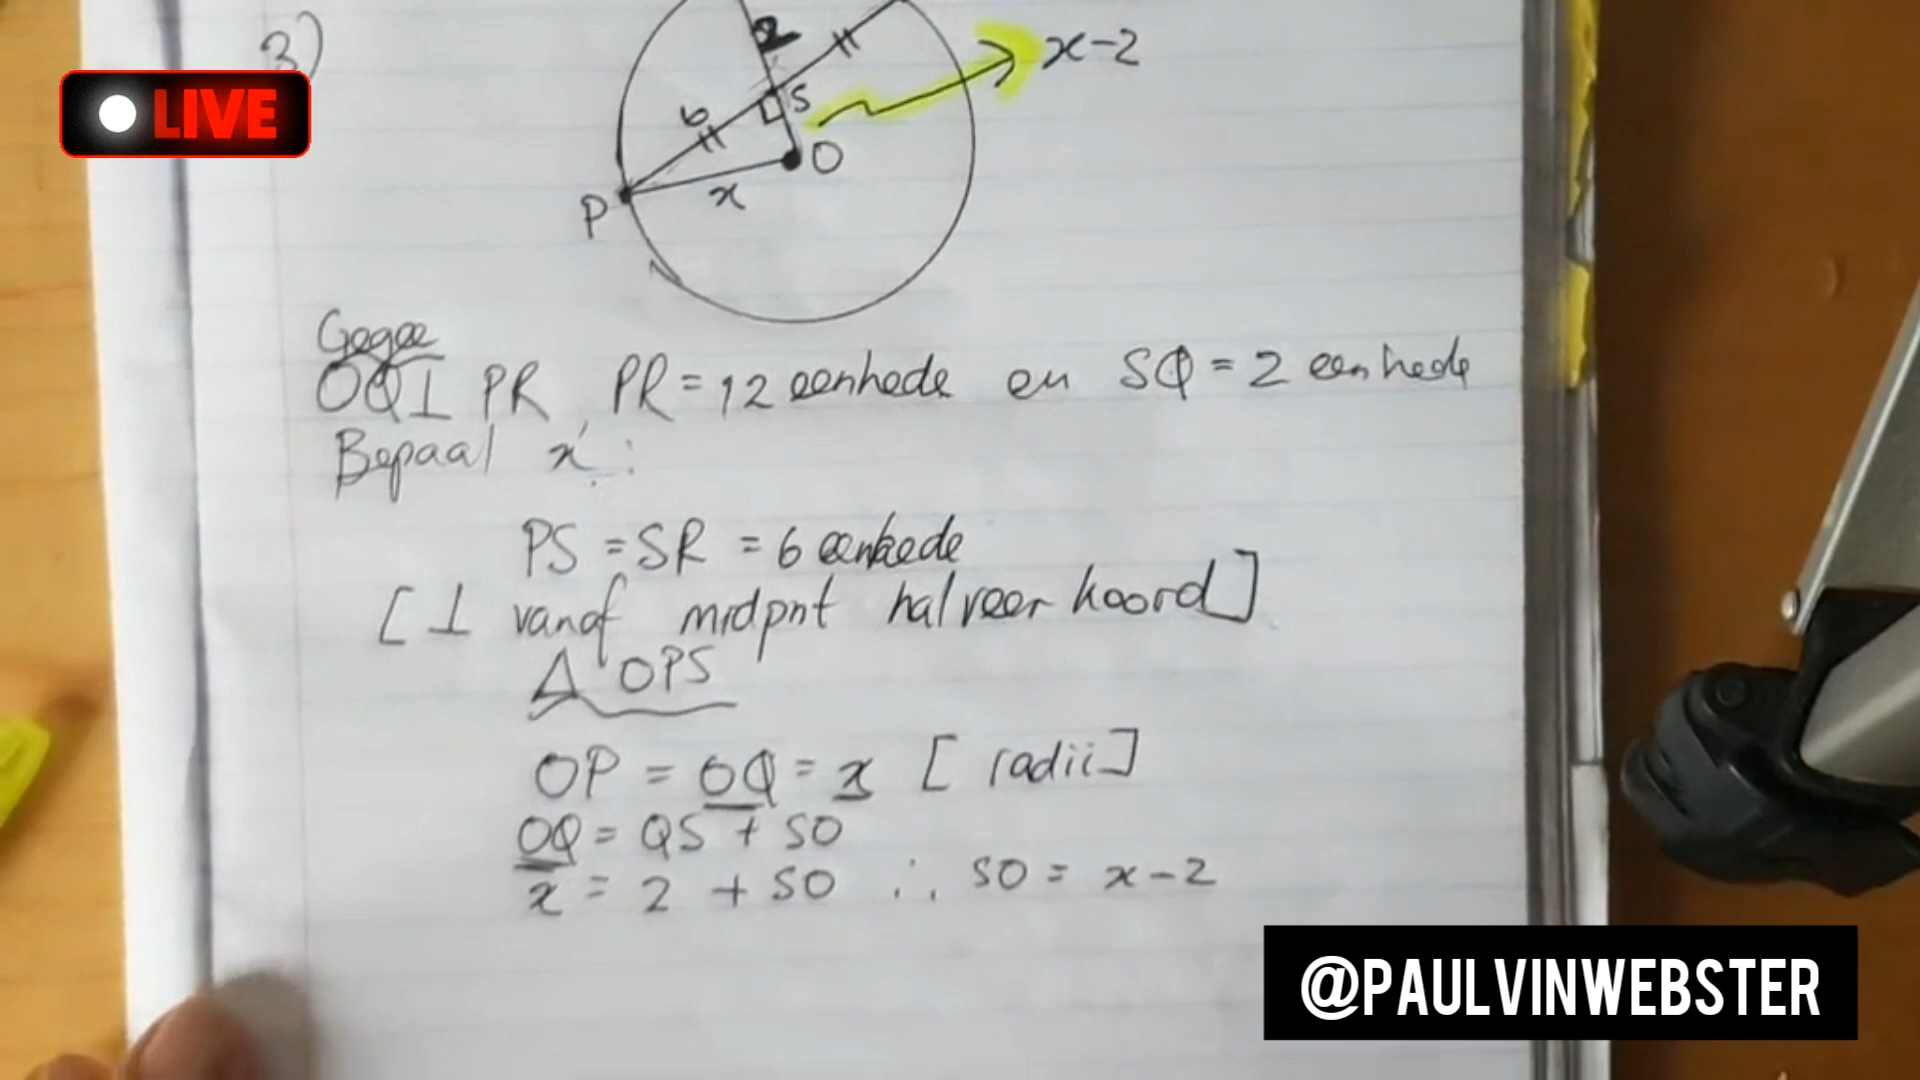 3)
LIVE
2
x-2
S
6
O
x
P
Gegee
OQ⊥ PR, PR = 12 eenhede en SQ = 2 eenhede
Bepaal x :
PS = SR = 6 eenhede
[⊥ vanaf midpnt halveer koord]
Δ OPS
OP = OQ = x [radii]
OQ = QS + SO
x = 2 + SO ∴ SO = x-2
@PAULVINWEBSTER